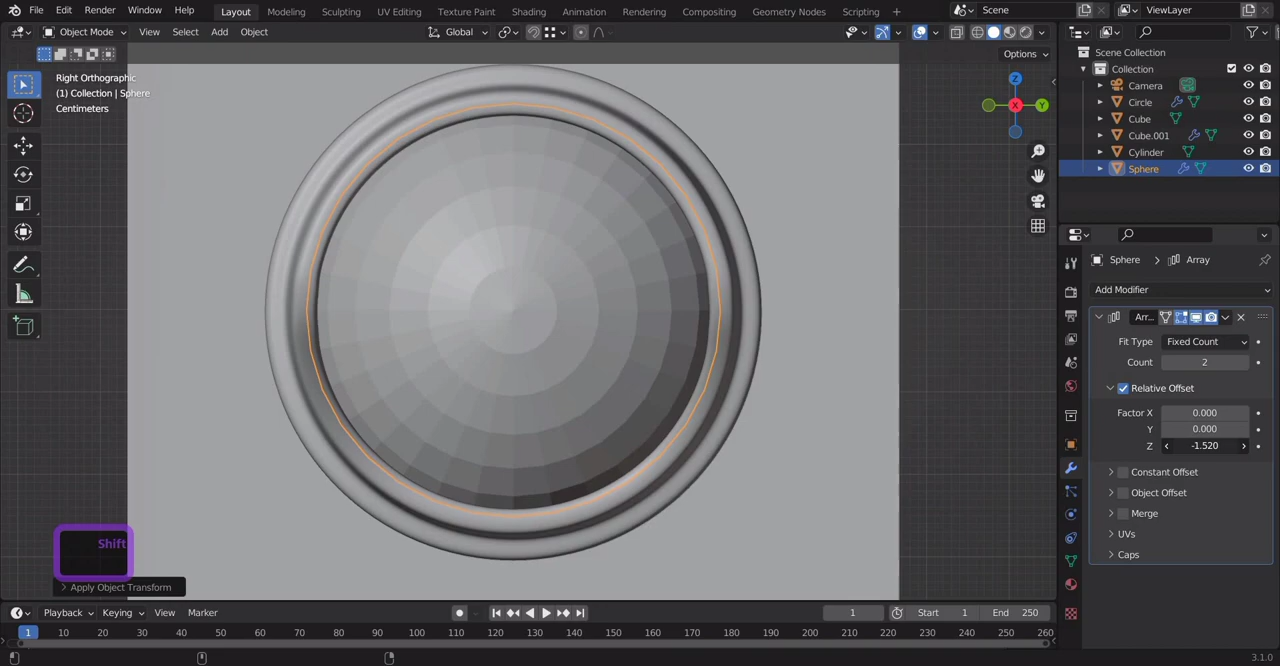 File Edit Render Window Help Layout Modeling Sculpting UV Editing Texture Paint Shading Animation Rendering Compositing Geometry Nodes Scripting + Scene ViewLayer
Object Mode View Select Add Object Global
Options
Right Orthographic
(1) Collection | Sphere
Centimeters
Z
X
Y
Shift
Apply Object Transform
Scene Collection
Collection
Camera
Circle
Cube
Cube.001
Cylinder
Sphere
Sphere > Array
Add Modifier
Arr...
Fit Type Fixed Count
Count 2
Relative Offset
Factor X 0.000
Y 0.000
Z -1.520
Constant Offset
Object Offset
Merge
UVs
Caps
Playback Keying View Marker 1 Start 1 End 250
1 10 20 30 40 50 60 70 80 90 100 110 120 130 140 150 160 170 180 190 200 210 220 230 240 250 260
3.1.0